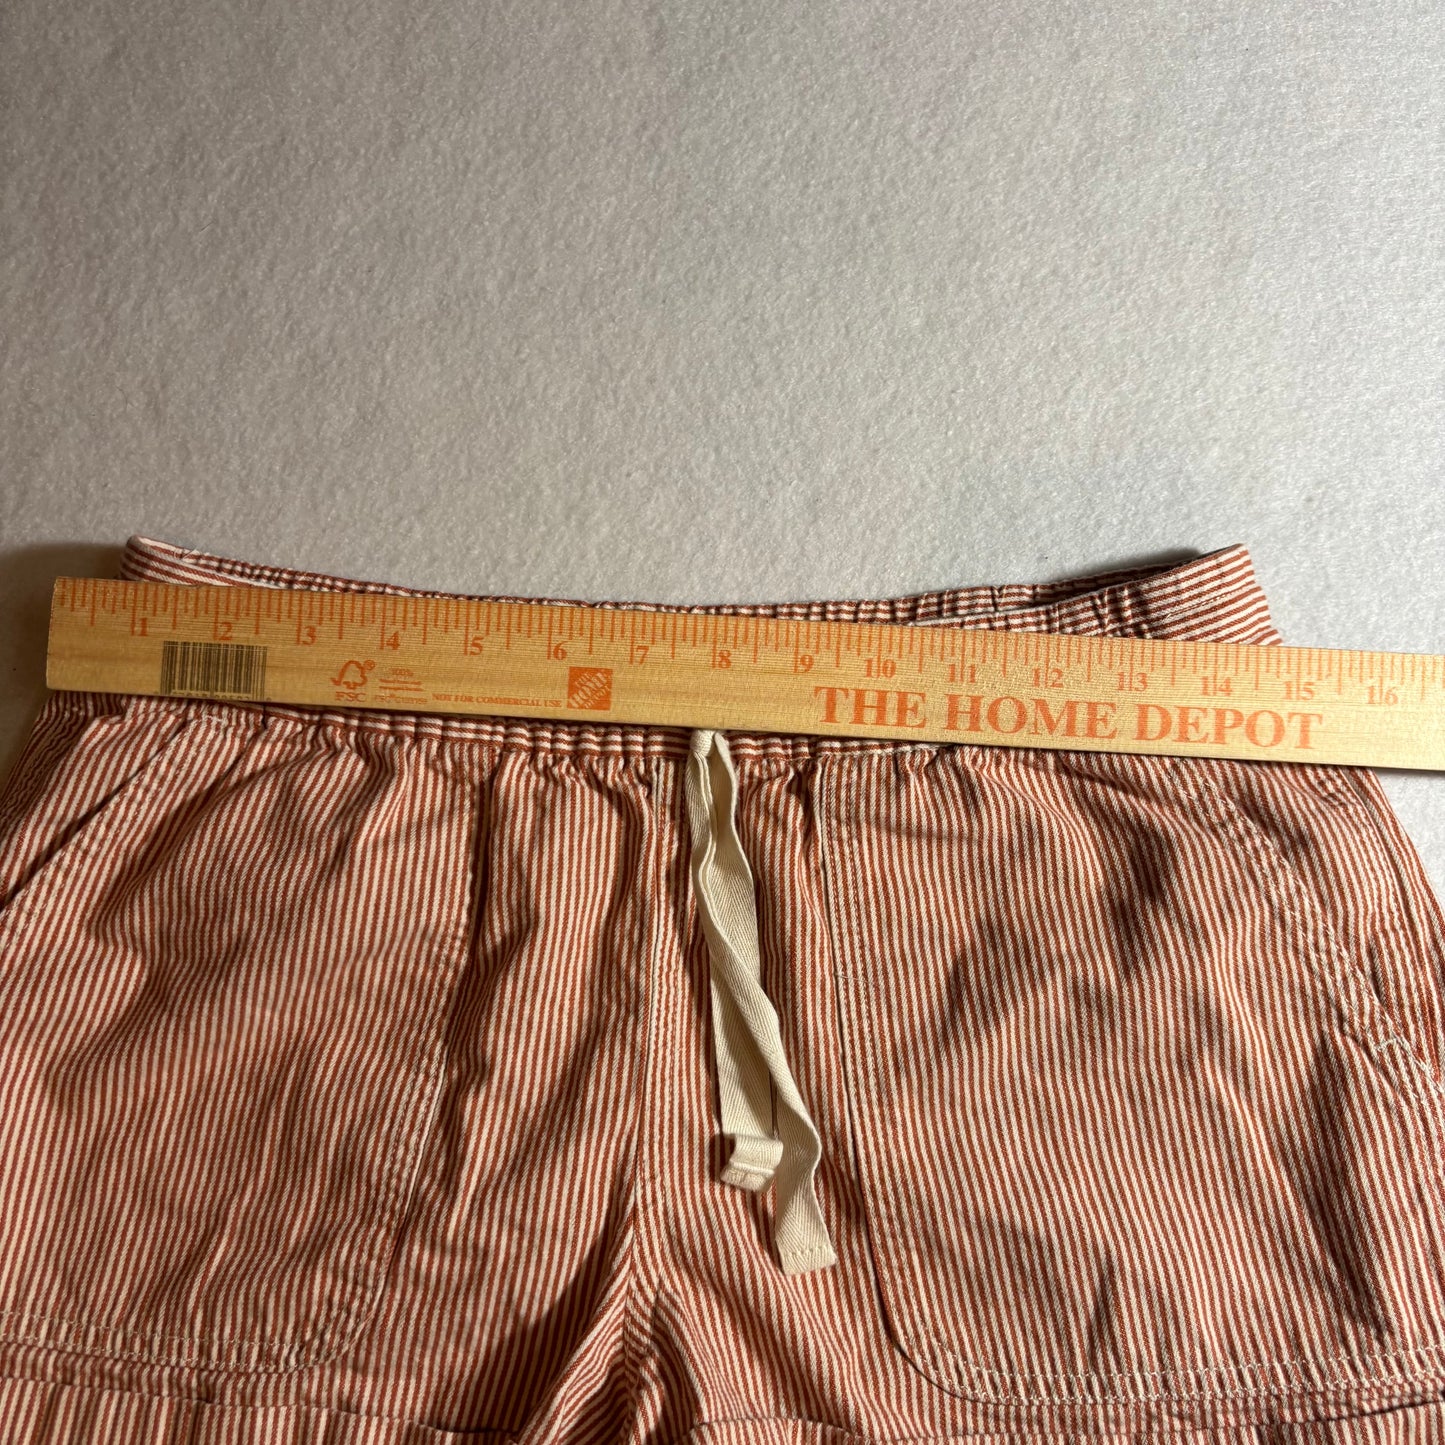 1 2 3 4 5 6 7 8 9 10 11 12 13 14 15 16
FSC
100%
NOT FOR COMMERCIAL USE
THE HOME DEPOT